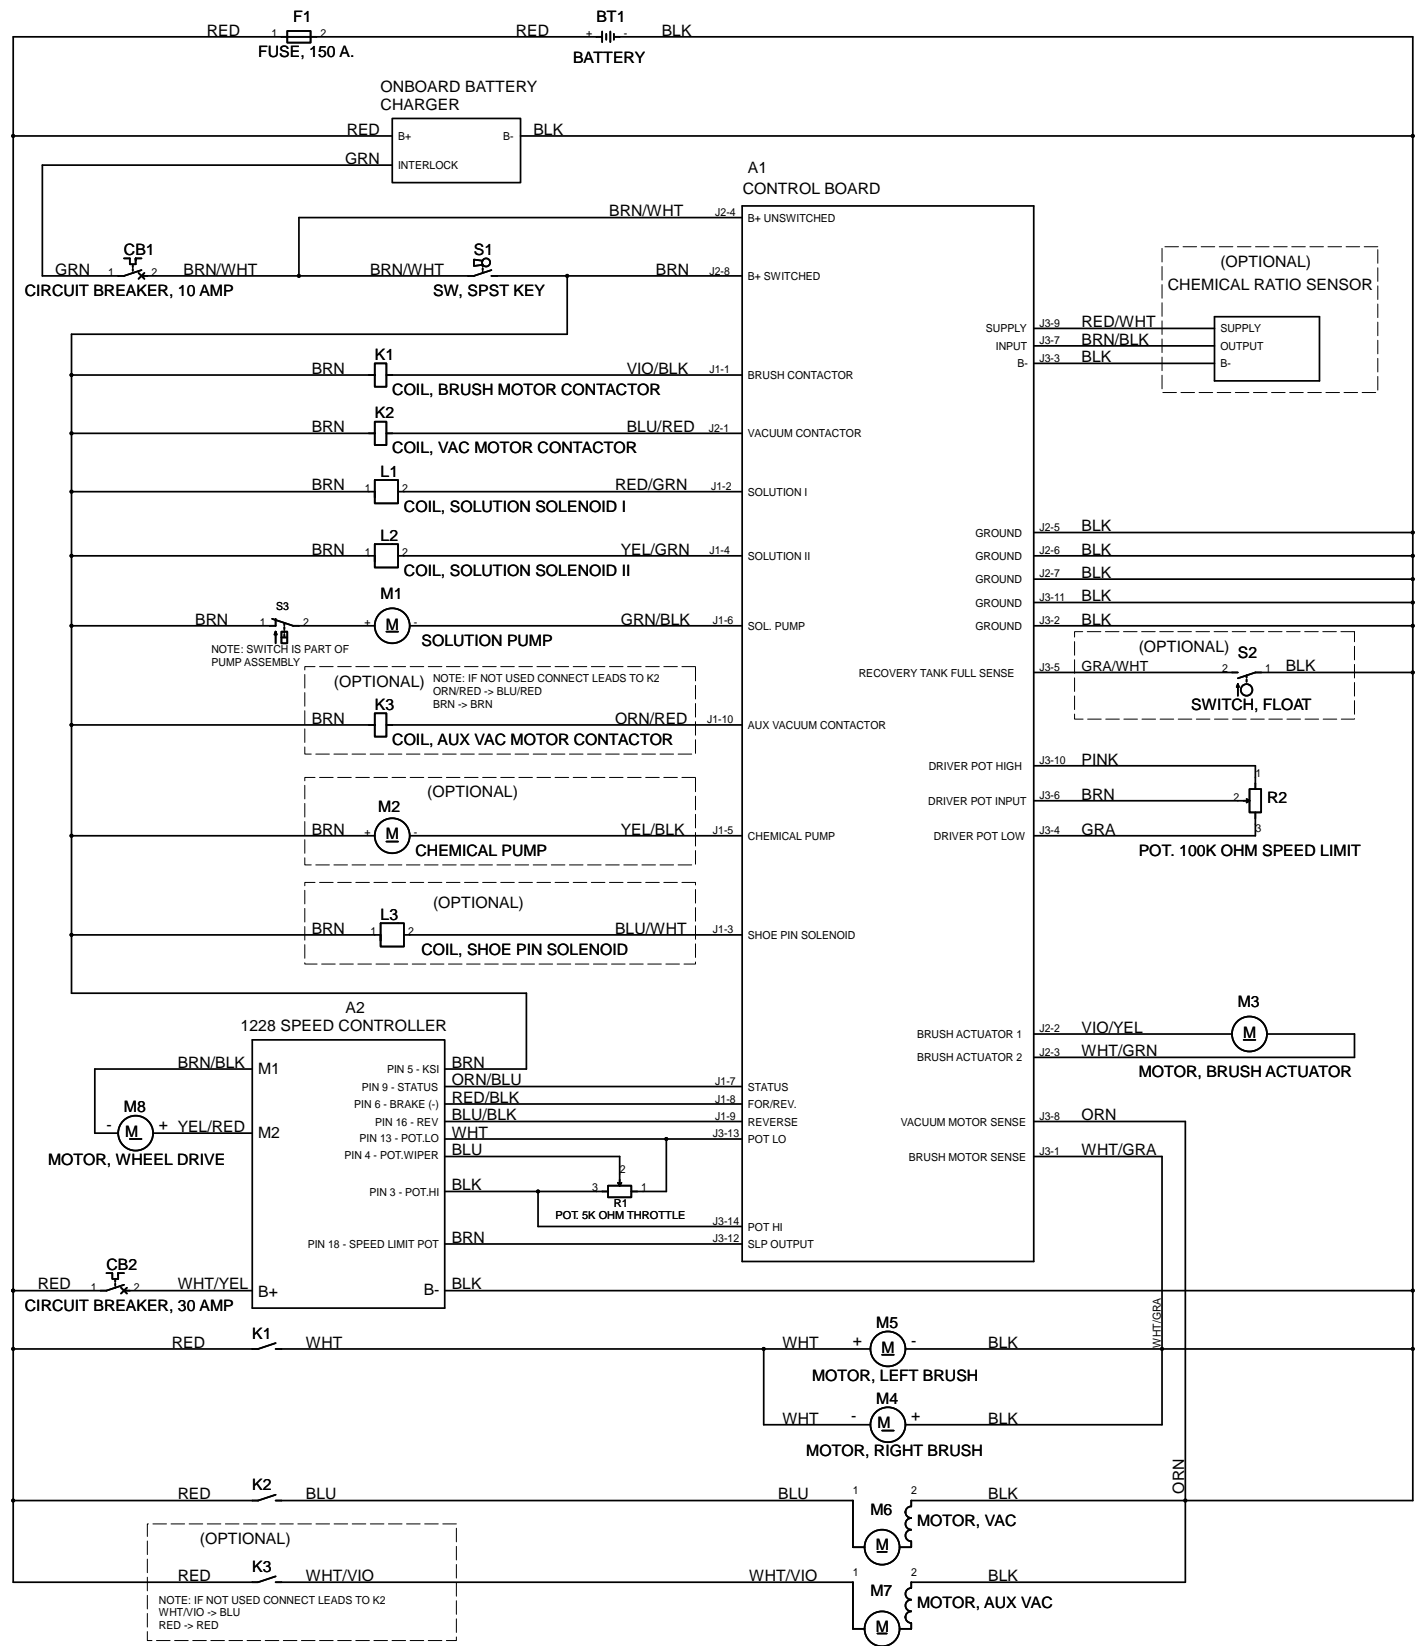 F1
RED 1 2 RED
FUSE, 150 A.
BT1
+ - BLK
BATTERY
ONBOARD BATTERY
CHARGER
RED B+ B- BLK
GRN INTERLOCK
A1
CONTROL BOARD
BRN/WHT J2-4 B+ UNSWITCHED
CB1
GRN 1 2 BRN/WHT
CIRCUIT BREAKER, 10 AMP
S1
BRN/WHT BRN J2-8 B+ SWITCHED
SW, SPST KEY
(OPTIONAL)
CHEMICAL RATIO SENSOR
SUPPLY J3-9 RED/WHT SUPPLY
INPUT J3-7 BRN/BLK OUTPUT
B- J3-3 BLK B-
K1
BRN VIO/BLK J1-1 BRUSH CONTACTOR
COIL, BRUSH MOTOR CONTACTOR
K2
BRN BLU/RED J2-1 VACUUM CONTACTOR
COIL, VAC MOTOR CONTACTOR
L1
BRN 1 2 RED/GRN J1-2 SOLUTION I
COIL, SOLUTION SOLENOID I
L2
BRN 1 2 YEL/GRN J1-4 SOLUTION II
COIL, SOLUTION SOLENOID II
GROUND J2-5 BLK
GROUND J2-6 BLK
GROUND J2-7 BLK
GROUND J3-11 BLK
GROUND J3-2 BLK
S3
M1
BRN 1 2 + M - GRN/BLK J1-6 SOL. PUMP
SOLUTION PUMP
NOTE: SWITCH IS PART OF
PUMP ASSEMBLY
(OPTIONAL) S2
RECOVERY TANK FULL SENSE J3-5 GRA/WHT 2 1 BLK
SWITCH, FLOAT
(OPTIONAL) NOTE: IF NOT USED CONNECT LEADS TO K2
ORN/RED -> BLU/RED
BRN -> BRN
K3
BRN ORN/RED J1-10 AUX VACUUM CONTACTOR
COIL, AUX VAC MOTOR CONTACTOR
DRIVER POT HIGH J3-10 PINK 1
DRIVER POT INPUT J3-6 BRN 2 R2
DRIVER POT LOW J3-4 GRA 3
POT. 100K OHM SPEED LIMIT
(OPTIONAL)
M2
BRN + M - YEL/BLK J1-5 CHEMICAL PUMP
CHEMICAL PUMP
(OPTIONAL)
L3
BRN 1 2 BLU/WHT J1-3 SHOE PIN SOLENOID
COIL, SHOE PIN SOLENOID
A2
1228 SPEED CONTROLLER
M3
BRUSH ACTUATOR 1 J2-2 VIO/YEL M
BRUSH ACTUATOR 2 J2-3 WHT/GRN
MOTOR, BRUSH ACTUATOR
BRN/BLK M1 PIN 5 - KSI BRN
PIN 9 - STATUS ORN/BLU J1-7 STATUS
PIN 6 - BRAKE (-) RED/BLK J1-8 FOR/REV.
PIN 16 - REV BLU/BLK J1-9 REVERSE
PIN 13 - POT.LO WHT J3-13 POT LO
M8
- M + YEL/RED M2
MOTOR, WHEEL DRIVE
PIN 4 - POT.WIPER BLU 2
PIN 3 - POT.HI BLK 3 1
R1
POT. 5K OHM THROTTLE
J3-14 POT HI
PIN 18 - SPEED LIMIT POT BRN J3-12 SLP OUTPUT
VACUUM MOTOR SENSE J3-8 ORN
BRUSH MOTOR SENSE J3-1 WHT/GRA
CB2
RED 1 2 WHT/YEL B+ B- BLK
CIRCUIT BREAKER, 30 AMP
WHT/GRA
K1
RED WHT
M5
WHT + M - BLK
MOTOR, LEFT BRUSH
M4
WHT - M + BLK
MOTOR, RIGHT BRUSH
ORN
K2
RED BLU BLU 1 2 BLK
M6
M MOTOR, VAC
(OPTIONAL)
K3
RED WHT/VIO WHT/VIO 1 2 BLK
NOTE: IF NOT USED CONNECT LEADS TO K2
WHT/VIO -> BLU
RED -> RED
M7
M MOTOR, AUX VAC